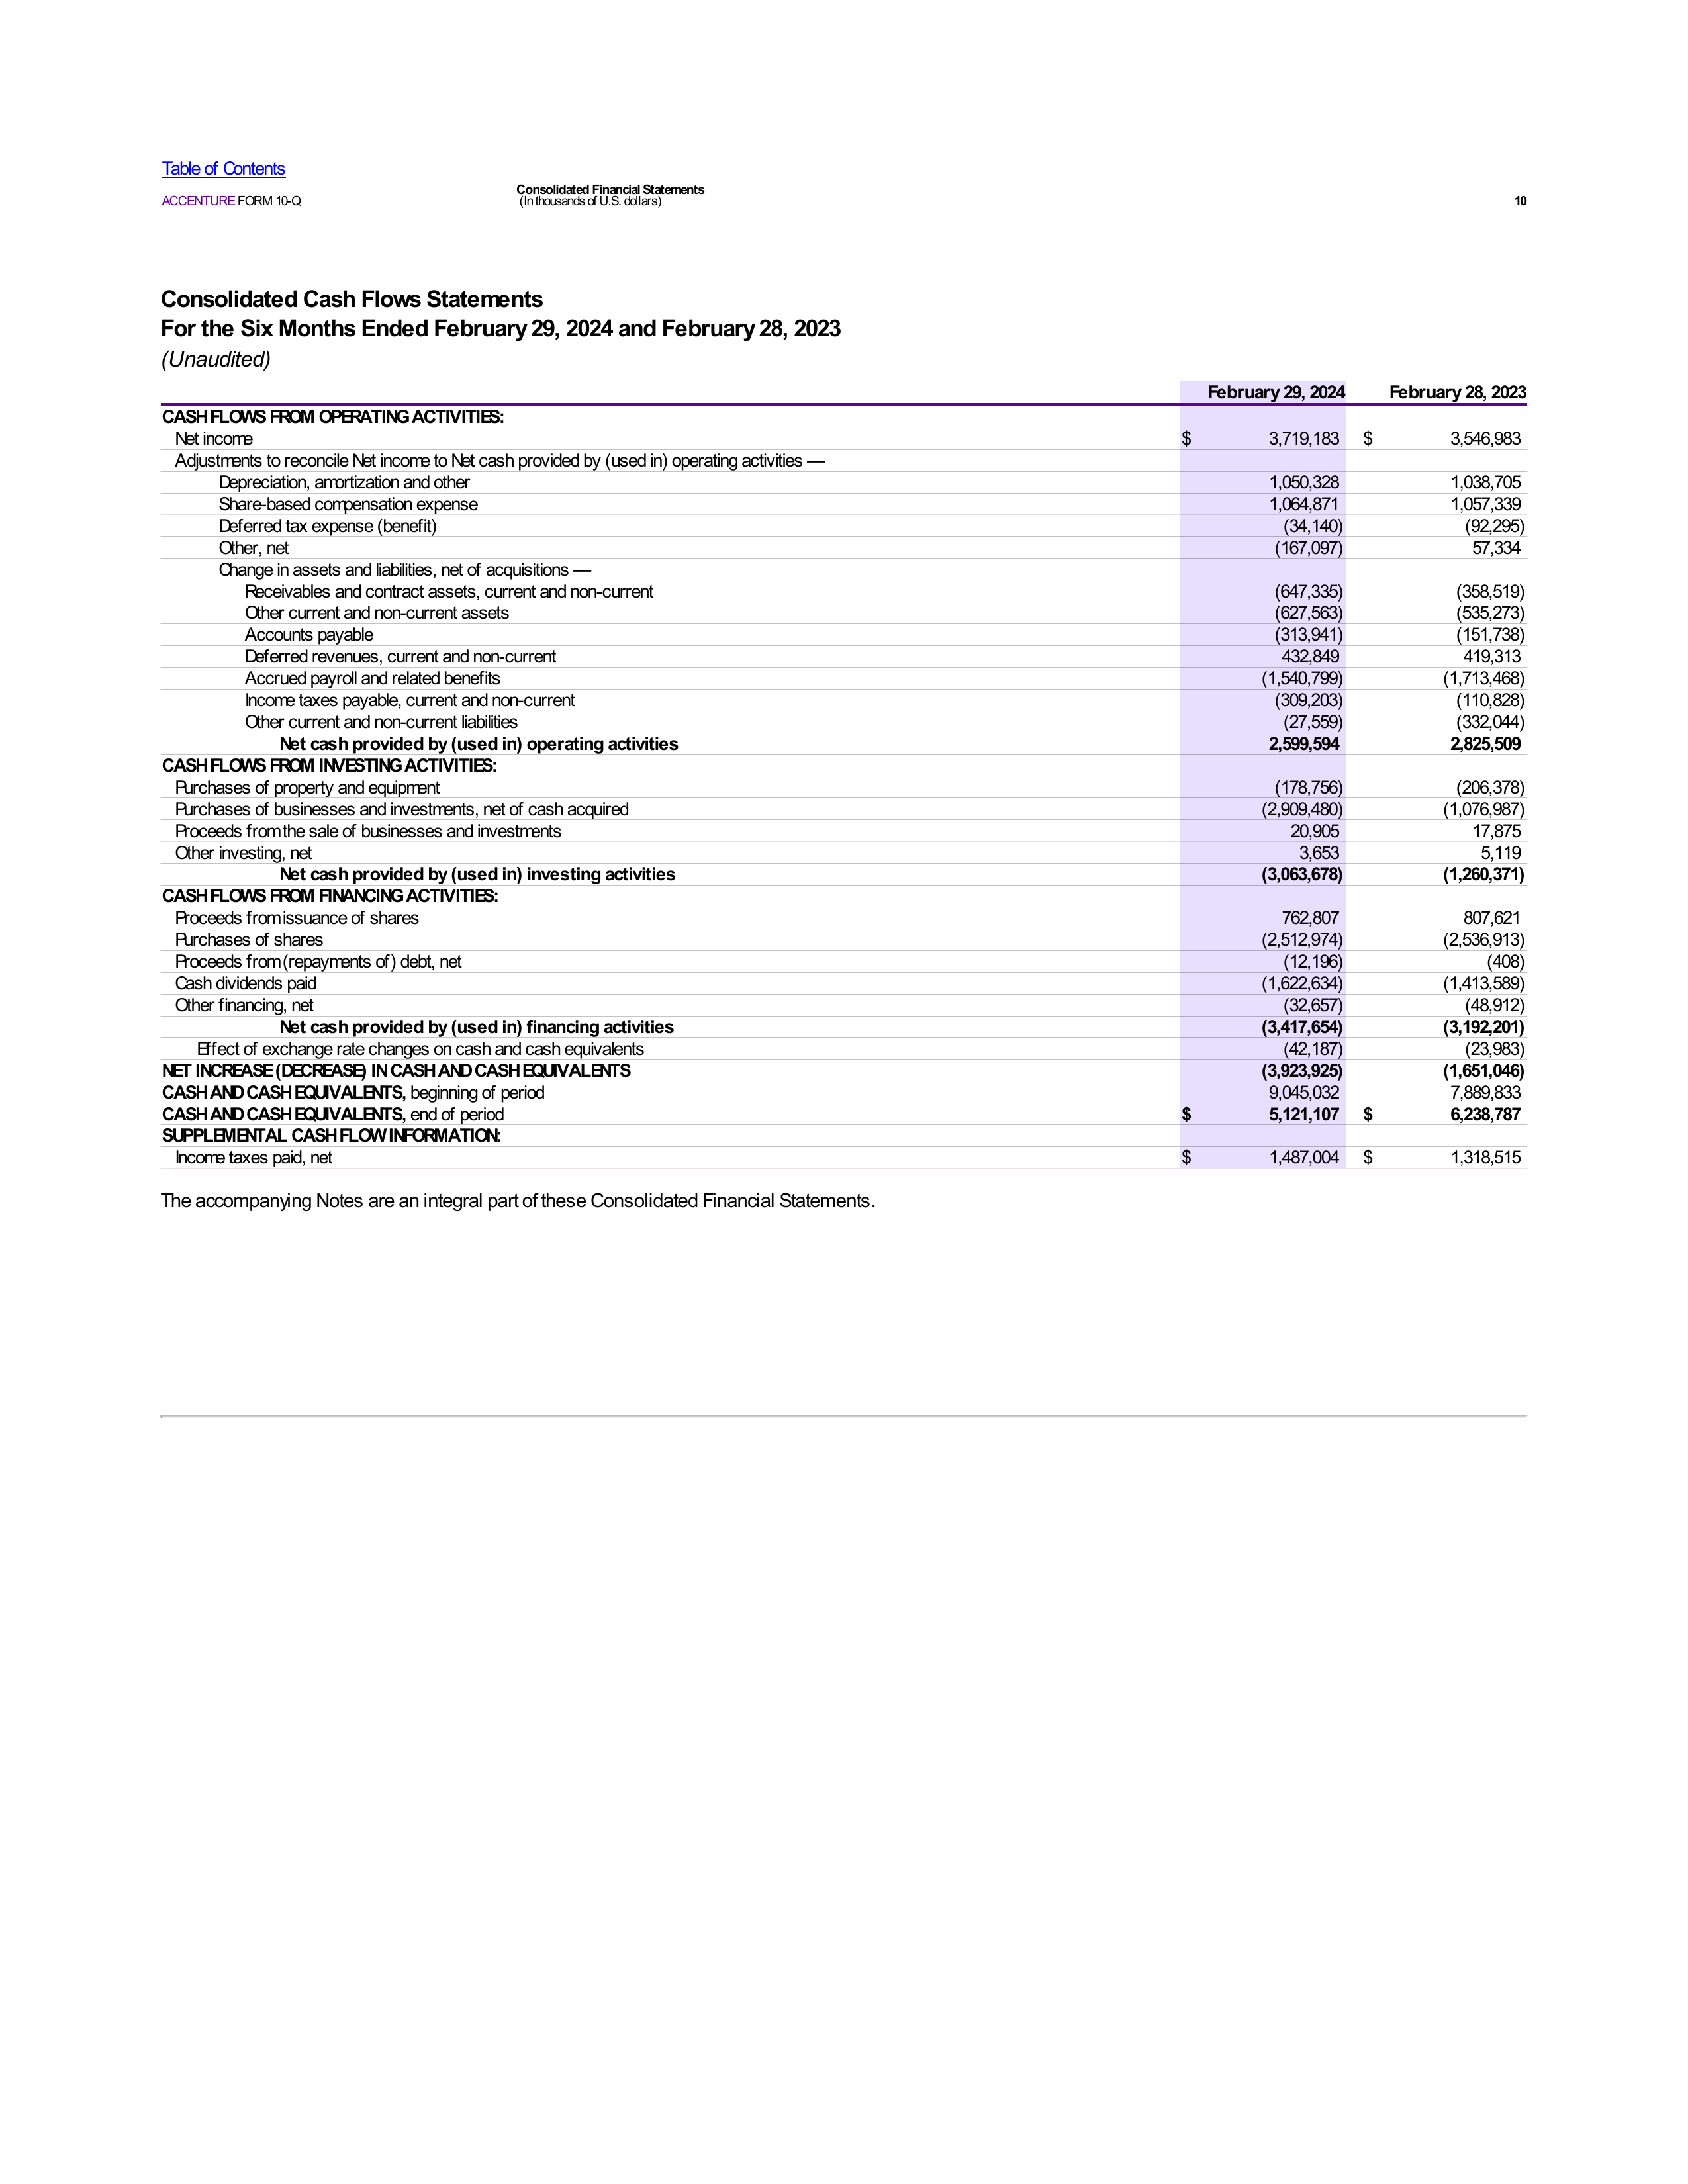 Table of Contents
ACCENTURE FORM 10-Q Consolidated Financial Statements 10
(In thousands of U.S. dollars)
Consolidated Cash Flows Statements
For the Six Months Ended February 29, 2024 and February 28, 2023
(Unaudited)
February 29, 2024 February 28, 2023
CASH FLOWS FROM OPERATING ACTIVITIES:
Net income $ 3,719,183 $ 3,546,983
Adjustments to reconcile Net income to Net cash provided by (used in) operating activities —
Depreciation, amortization and other 1,050,328 1,038,705
Share-based compensation expense 1,064,871 1,057,339
Deferred tax expense (benefit) (34,140) (92,295)
Other, net (167,097) 57,334
Change in assets and liabilities, net of acquisitions —
Receivables and contract assets, current and non-current (647,335) (358,519)
Other current and non-current assets (627,563) (535,273)
Accounts payable (313,941) (151,738)
Deferred revenues, current and non-current 432,849 419,313
Accrued payroll and related benefits (1,540,799) (1,713,468)
Income taxes payable, current and non-current (309,203) (110,828)
Other current and non-current liabilities (27,559) (332,044)
Net cash provided by (used in) operating activities 2,599,594 2,825,509
CASH FLOWS FROM INVESTING ACTIVITIES:
Purchases of property and equipment (178,756) (206,378)
Purchases of businesses and investments, net of cash acquired (2,909,480) (1,076,987)
Proceeds from the sale of businesses and investments 20,905 17,875
Other investing, net 3,653 5,119
Net cash provided by (used in) investing activities (3,063,678) (1,260,371)
CASH FLOWS FROM FINANCING ACTIVITIES:
Proceeds from issuance of shares 762,807 807,621
Purchases of shares (2,512,974) (2,536,913)
Proceeds from (repayments of) debt, net (12,196) (408)
Cash dividends paid (1,622,634) (1,413,589)
Other financing, net (32,657) (48,912)
Net cash provided by (used in) financing activities (3,417,654) (3,192,201)
Effect of exchange rate changes on cash and cash equivalents (42,187) (23,983)
NET INCREASE (DECREASE) IN CASH AND CASH EQUIVALENTS (3,923,925) (1,651,046)
CASH AND CASH EQUIVALENTS, beginning of period 9,045,032 7,889,833
CASH AND CASH EQUIVALENTS, end of period $ 5,121,107 $ 6,238,787
SUPPLEMENTAL CASH FLOW INFORMATION:
Income taxes paid, net $ 1,487,004 $ 1,318,515
The accompanying Notes are an integral part of these Consolidated Financial Statements.